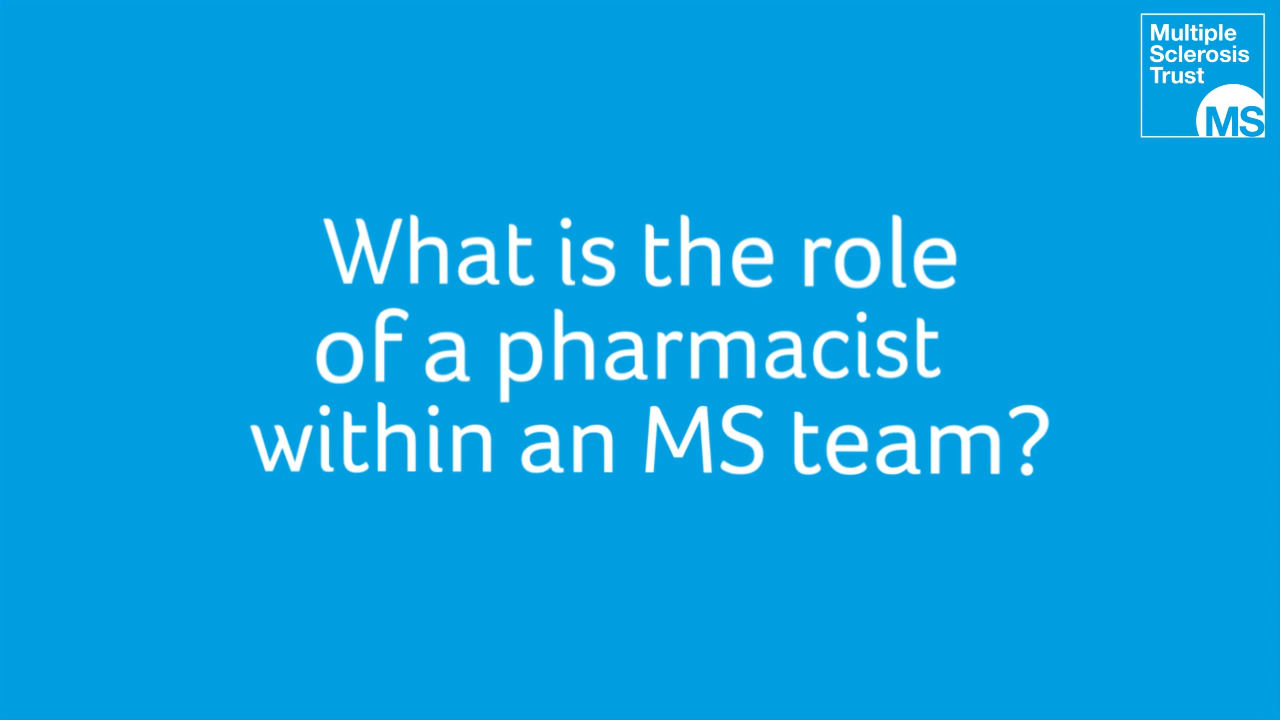 Multiple
Sclerosis
Trust
MS
What is the role
of a pharmacist
within an MS team?